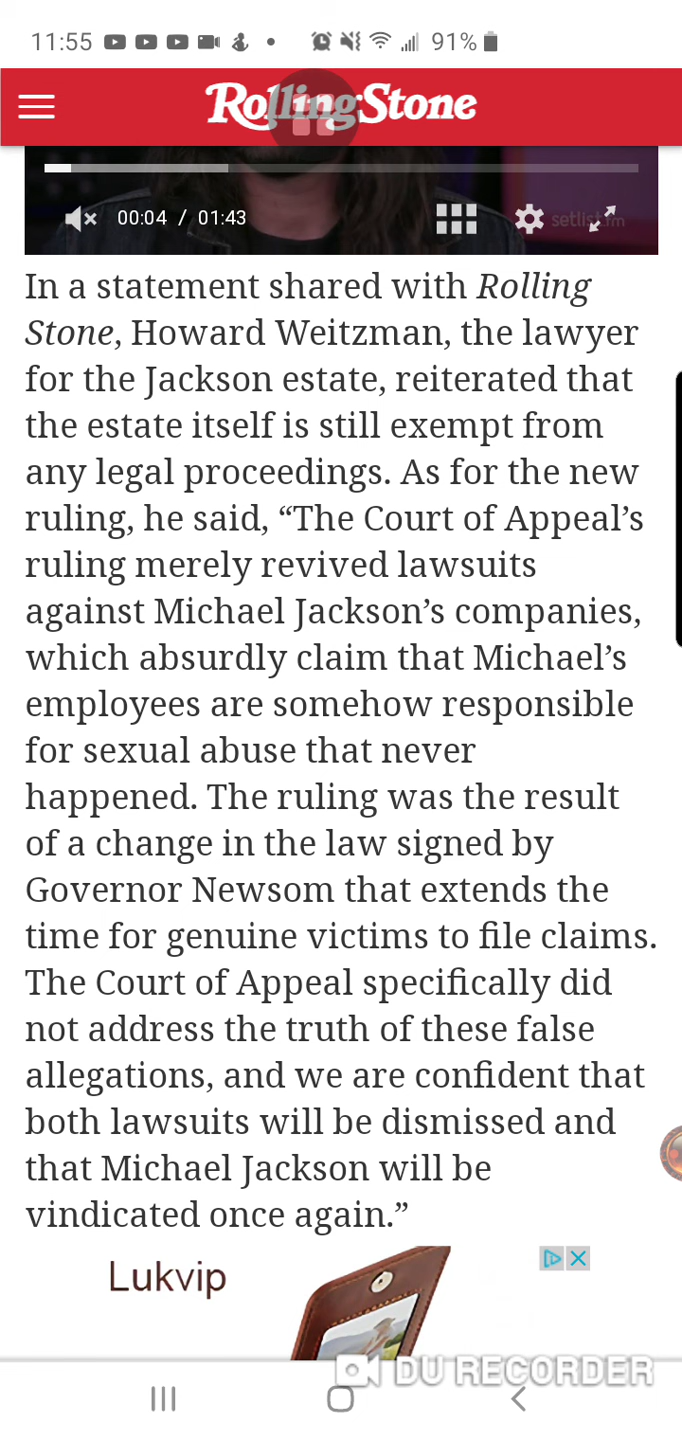 11:55 91%
Rolling Stone
00:04 / 01:43 setlist.fm
In a statement shared with Rolling
Stone, Howard Weitzman, the lawyer
for the Jackson estate, reiterated that
the estate itself is still exempt from
any legal proceedings. As for the new
ruling, he said, “The Court of Appeal’s
ruling merely revived lawsuits
against Michael Jackson’s companies,
which absurdly claim that Michael’s
employees are somehow responsible
for sexual abuse that never
happened. The ruling was the result
of a change in the law signed by
Governor Newsom that extends the
time for genuine victims to file claims.
The Court of Appeal specifically did
not address the truth of these false
allegations, and we are confident that
both lawsuits will be dismissed and
that Michael Jackson will be
vindicated once again.”
Lukvip
DU RECORDER